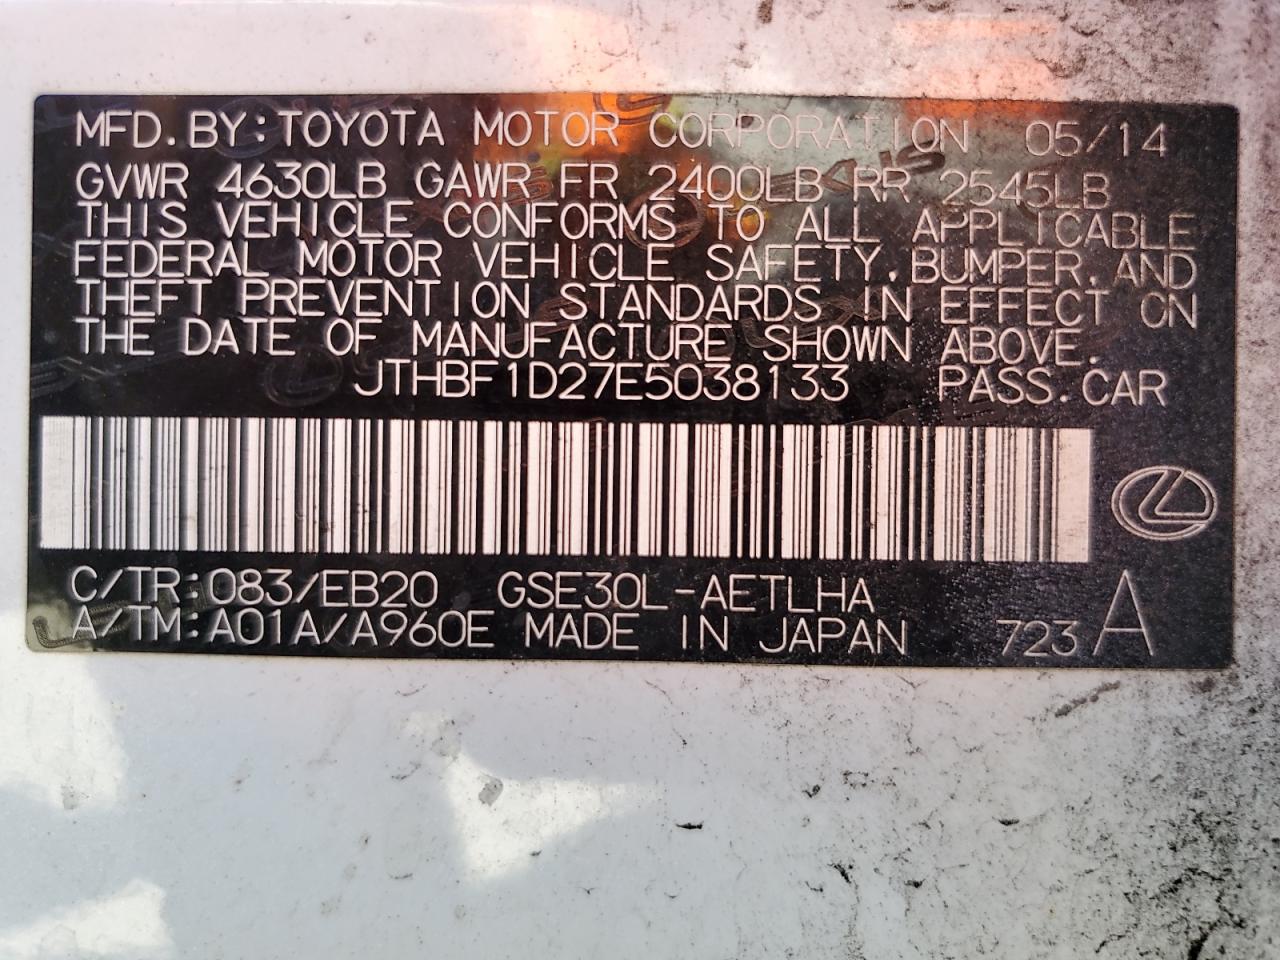 MFD.BY:TOYOTA MOTOR CORPORATION 05/14
GVWR 4630LB GAWR FR 2400LB RR 2545LB
THIS VEHICLE CONFORMS TO ALL APPLICABLE
FEDERAL MOTOR VEHICLE SAFETY,BUMPER,AND
THEFT PREVENTION STANDARDS IN EFFECT ON
THE DATE OF MANUFACTURE SHOWN ABOVE.
JTHBF1D27E5038133 PASS.CAR
C/TR:083/EB20 GSE30L-AETLHA
A/TM:A01A/A960E MADE IN JAPAN 723 A